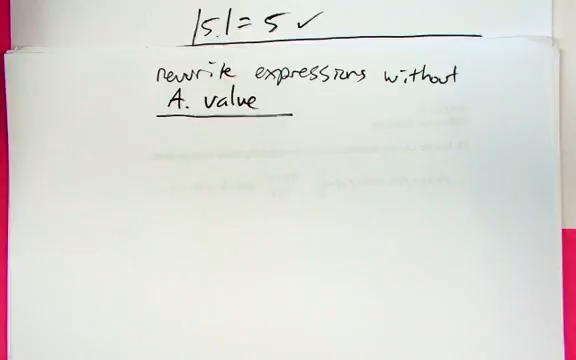 |5| = 5 ✓
rewrite expressions without
A. value